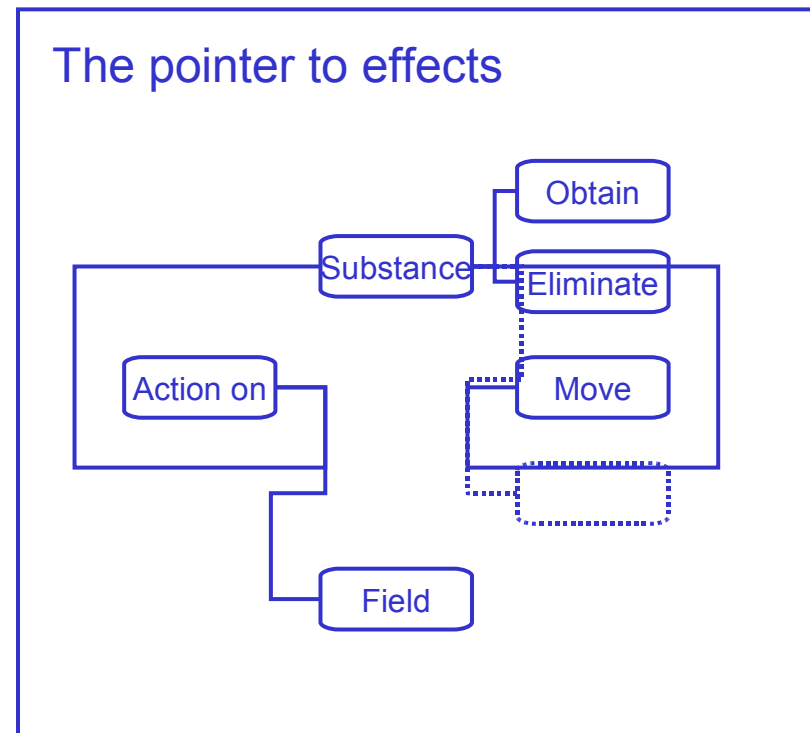 The pointer to effects
Obtain
Substance
Eliminate
Action on
Move
Field